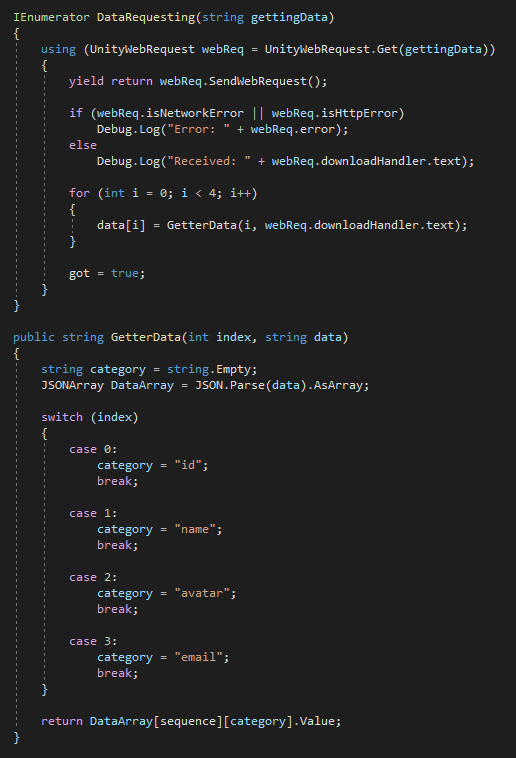 IEnumerator DataRequesting(string gettingData)
{
    using (UnityWebRequest webReq = UnityWebRequest.Get(gettingData))
    {
        yield return webReq.SendWebRequest();

        if (webReq.isNetworkError || webReq.isHttpError)
            Debug.Log("Error: " + webReq.error);
        else
            Debug.Log("Received: " + webReq.downloadHandler.text);

        for (int i = 0; i < 4; i++)
        {
            data[i] = GetterData(i, webReq.downloadHandler.text);
        }

        got = true;
    }
}

public string GetterData(int index, string data)
{
    string category = string.Empty;
    JSONArray DataArray = JSON.Parse(data).AsArray;

    switch (index)
    {
        case 0:
            category = "id";
            break;

        case 1:
            category = "name";
            break;

        case 2:
            category = "avatar";
            break;

        case 3:
            category = "email";
            break;
    }

    return DataArray[sequence][category].Value;
}